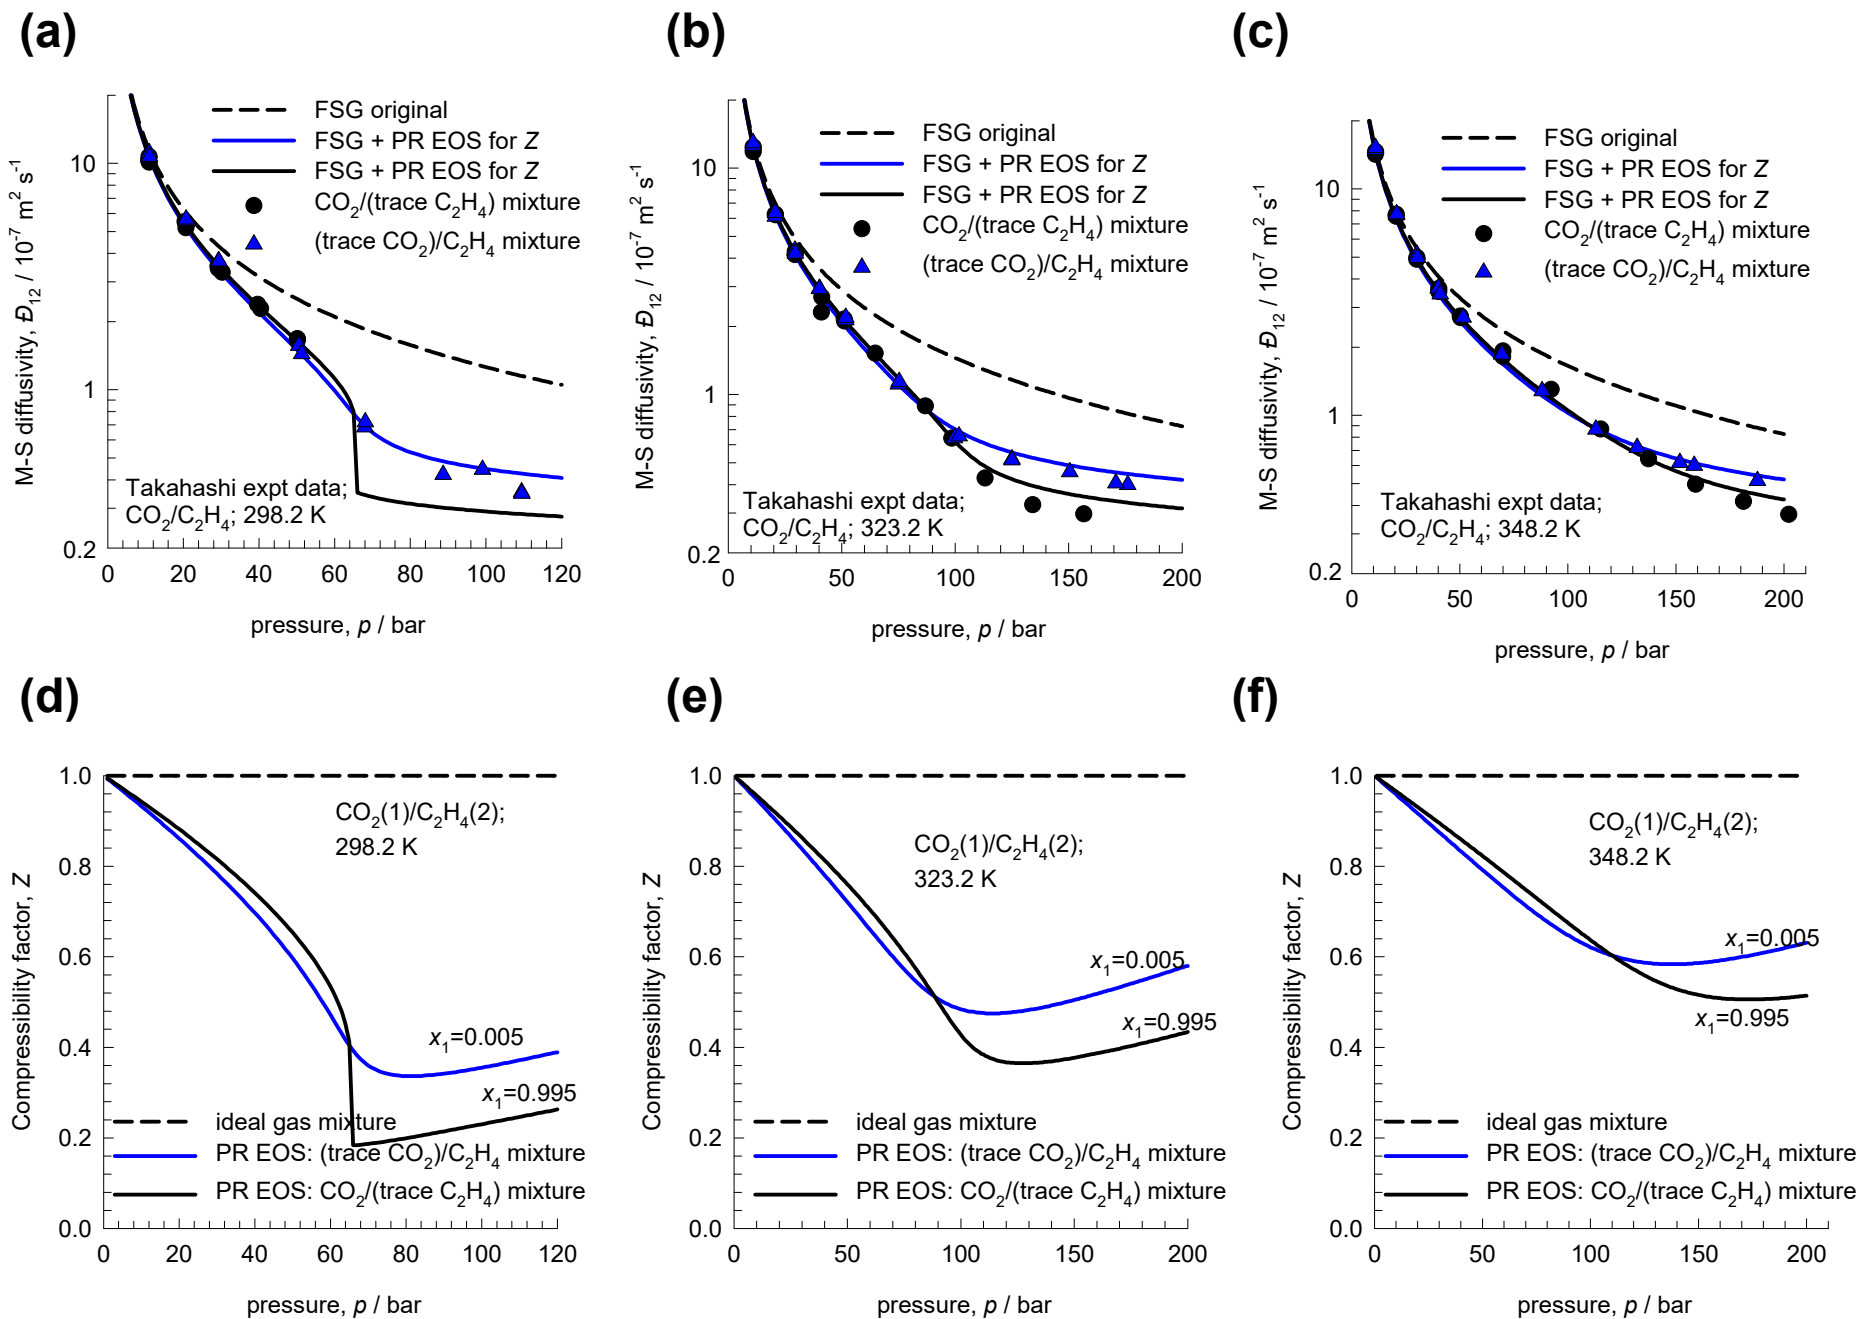 (a)
M-S diffusivity, Đ₁₂ / 10⁻⁷ m² s⁻¹
10
1
0.2
FSG original
FSG + PR EOS for Z
FSG + PR EOS for Z
CO₂/(trace C₂H₄) mixture
(trace CO₂)/C₂H₄ mixture
Takahashi expt data;
CO₂/C₂H₄; 298.2 K
0 20 40 60 80 100 120
pressure, p / bar
(b)
M-S diffusivity, Đ₁₂ / 10⁻⁷ m² s⁻¹
10
1
0.2
FSG original
FSG + PR EOS for Z
FSG + PR EOS for Z
CO₂/(trace C₂H₄) mixture
(trace CO₂)/C₂H₄ mixture
Takahashi expt data;
CO₂/C₂H₄; 323.2 K
0 50 100 150 200
pressure, p / bar
(c)
M-S diffusivity, Đ₁₂ / 10⁻⁷ m² s⁻¹
10
1
0.2
FSG original
FSG + PR EOS for Z
FSG + PR EOS for Z
CO₂/(trace C₂H₄) mixture
(trace CO₂)/C₂H₄ mixture
Takahashi expt data;
CO₂/C₂H₄; 348.2 K
0 50 100 150 200
pressure, p / bar
(d)
Compressibility factor, Z
1.0
0.8
0.6
0.4
0.2
0.0
CO₂(1)/C₂H₄(2);
298.2 K
x₁=0.005
x₁=0.995
ideal gas mixture
PR EOS: (trace CO₂)/C₂H₄ mixture
PR EOS: CO₂/(trace C₂H₄) mixture
0 20 40 60 80 100 120
pressure, p / bar
(e)
Compressibility factor, Z
1.0
0.8
0.6
0.4
0.2
0.0
CO₂(1)/C₂H₄(2);
323.2 K
x₁=0.005
x₁=0.995
ideal gas mixture
PR EOS: (trace CO₂)/C₂H₄ mixture
PR EOS: CO₂/(trace C₂H₄) mixture
0 50 100 150 200
pressure, p / bar
(f)
Compressibility factor, Z
1.0
0.8
0.6
0.4
0.2
0.0
CO₂(1)/C₂H₄(2);
348.2 K
x₁=0.005
x₁=0.995
ideal gas mixture
PR EOS: (trace CO₂)/C₂H₄ mixture
PR EOS: CO₂/(trace C₂H₄) mixture
0 50 100 150 200
pressure, p / bar